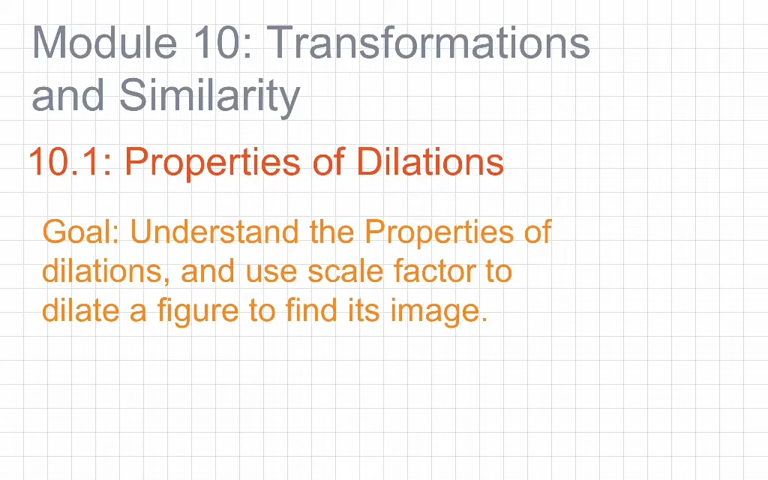 Module 10: Transformations
and Similarity
10.1: Properties of Dilations
Goal: Understand the Properties of
dilations, and use scale factor to
dilate a figure to find its image.